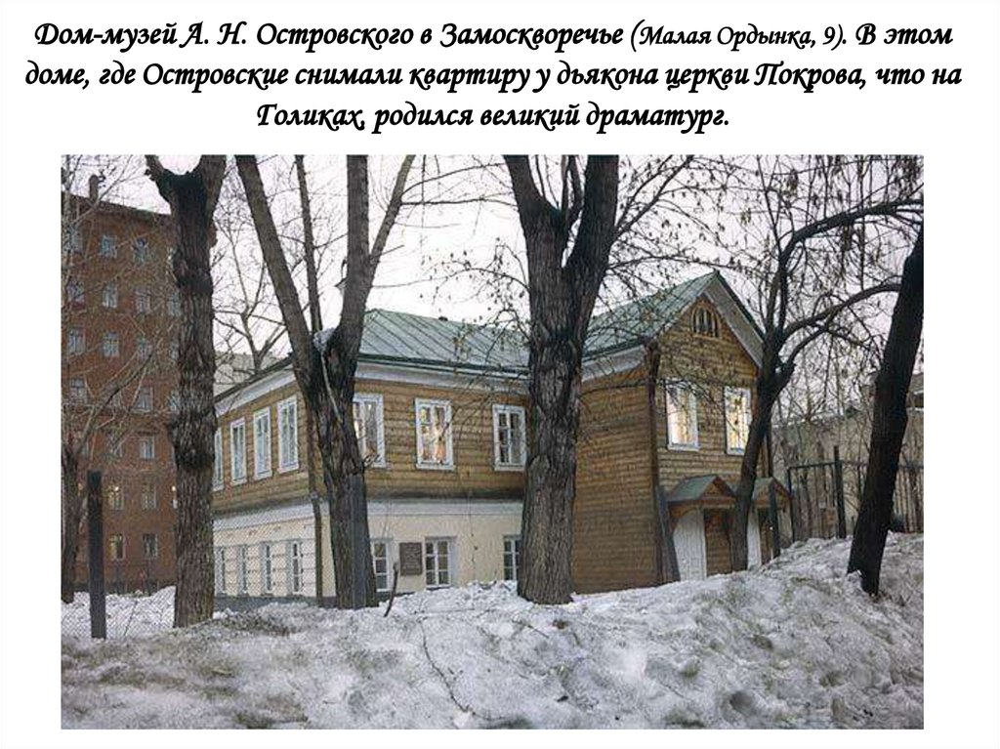 Дом-музей А. Н. Островского в Замоскворечье (Малая Ордынка, 9). В этом
доме, где Островские снимали квартиру у дьякона церкви Покрова, что на
Голиках, родился великий драматург.